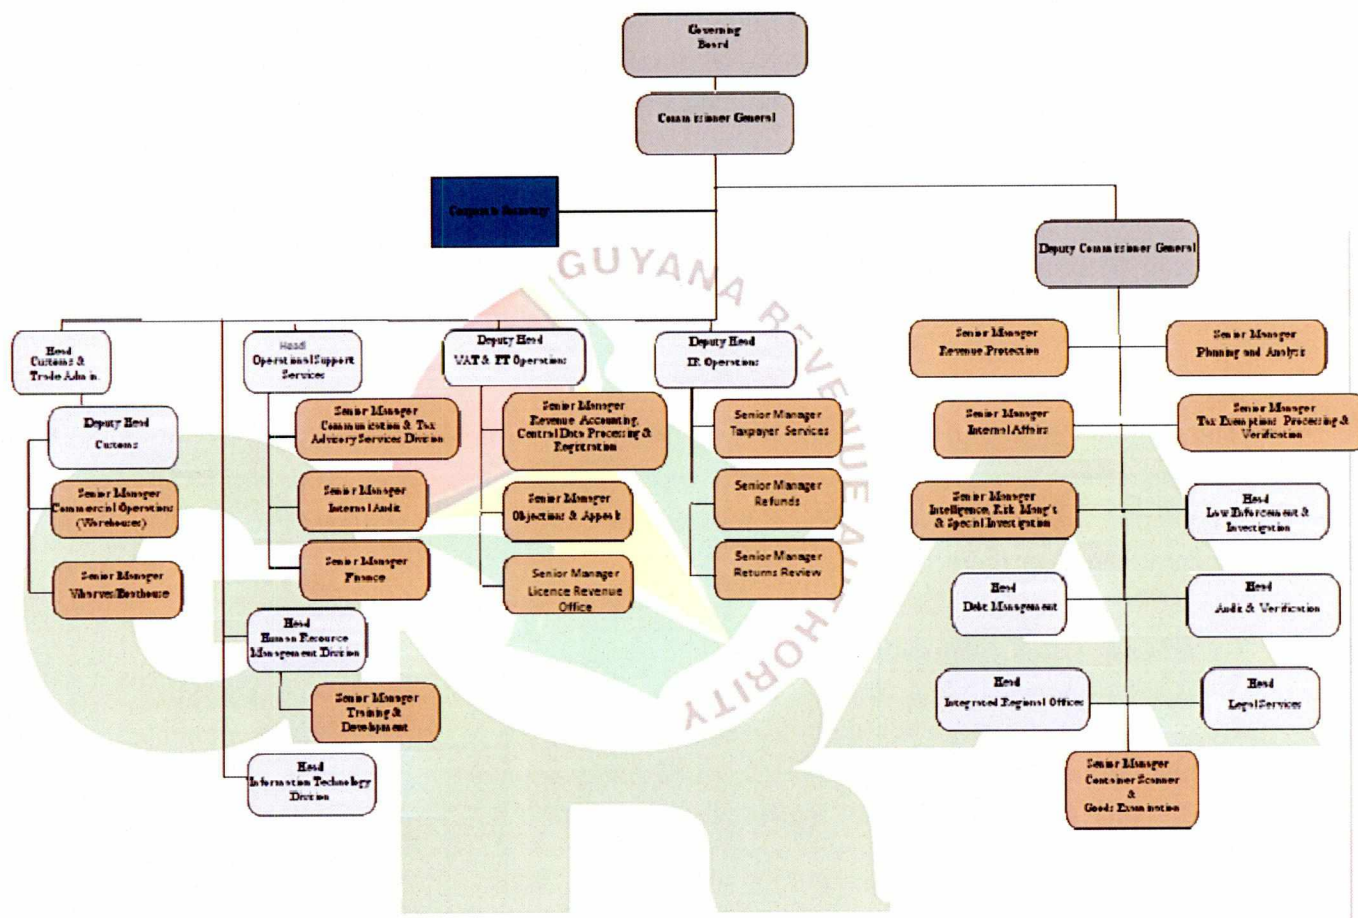 Governing
Board
Commissioner General
Corporate Secretary
Deputy Commissioner General
GUYANA REVENUE AUTHORITY
GRA
Head
Customs &
Trade Admin.
Deputy Head
Customs
Senior Manager
Commercial Operations
(Warehouses)
Senior Manager
Wharves/Boathouse
Head
Operational Support
Services
Senior Manager
Communication & Tax
Advisory Services Division
Senior Manager
Internal Audit
Senior Manager
Finance
Head
Human Resource
Management Division
Senior Manager
Training &
Development
Head
Information Technology
Division
Deputy Head
VAT & ET Operations
Senior Manager
Revenue Accounting,
Central Data Processing &
Registration
Senior Manager
Objections & Appeals
Senior Manager
Licence Revenue
Office
Deputy Head
IR Operations
Senior Manager
Taxpayer Services
Senior Manager
Refunds
Senior Manager
Returns Review
Senior Manager
Revenue Protection
Senior Manager
Planning and Analysis
Senior Manager
Internal Affairs
Senior Manager
Tax Exemptions Processing &
Verification
Senior Manager
Intelligence, Risk Mang't
& Special Investigation
Head
Law Enforcement &
Investigation
Head
Debt Management
Head
Audit & Verification
Head
Integrated Regional Offices
Head
Legal Services
Senior Manager
Container Scanner
&
Goods Examination